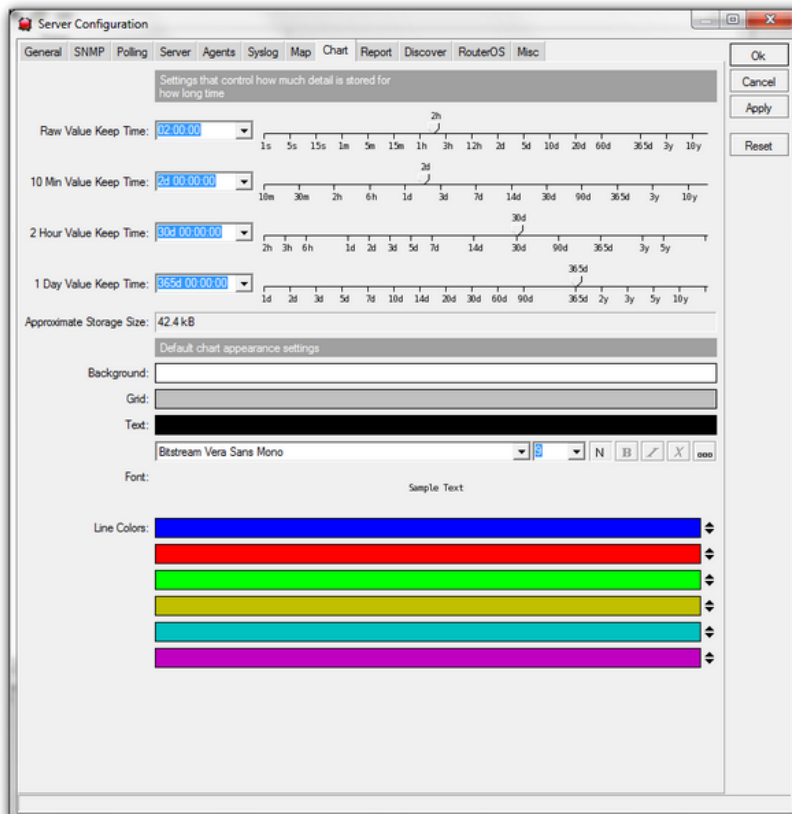 Server Configuration
General SNMP Polling Server Agents Syslog Map Chart Report Discover RouterOS Misc
Ok
Cancel
Apply
Reset
Settings that control how much detail is stored for
how long time
2h
Raw Value Keep Time: 02:00:00
1s 5s 15s 1m 5m 15m 1h 3h 12h 2d 5d 10d 20d 60d 365d 3y 10y
2d
10 Min Value Keep Time: 2d 00:00:00
10m 30m 2h 6h 1d 3d 7d 14d 30d 90d 365d 3y 10y
30d
2 Hour Value Keep Time: 30d 00:00:00
2h 3h 6h 1d 2d 3d 5d 7d 14d 30d 90d 365d 3y 5y
365d
1 Day Value Keep Time: 365d 00:00:00
1d 2d 3d 5d 7d 10d 14d 20d 30d 60d 90d 365d 2y 3y 5y 10y
Approximate Storage Size: 42.4 kB
Default chart appearance settings
Background:
Grid:
Text:
Bitstream Vera Sans Mono 9 N B I X ooo
Font:
Sample Text
Line Colors: